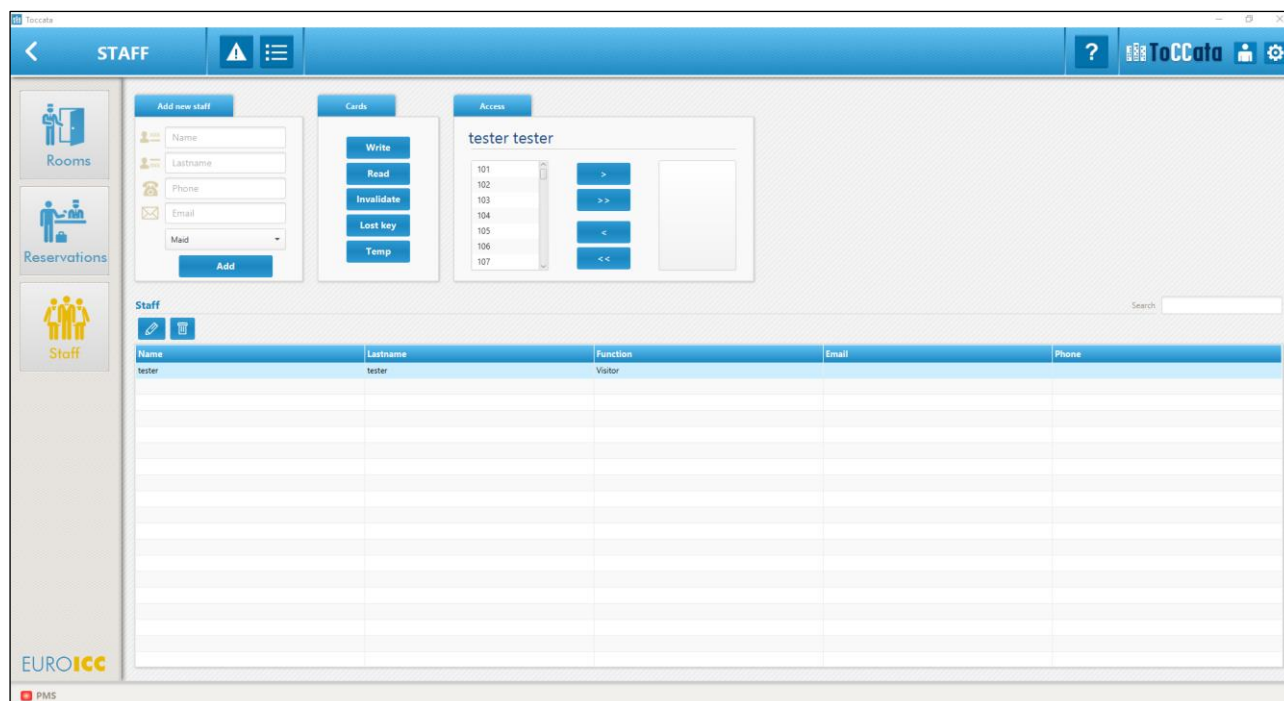 Toccata
STAFF
?
ToCCata
Rooms
Reservations
Staff
EUROICC
Add new staff
Name
Lastname
Phone
Email
Maid
Add
Cards
Write
Read
Invalidate
Lost key
Temp
Access
tester tester
101
102
103
104
105
106
107
>
>>
<
<<
Staff
Search
Name Lastname Function Email Phone
tester tester Visitor
PMS